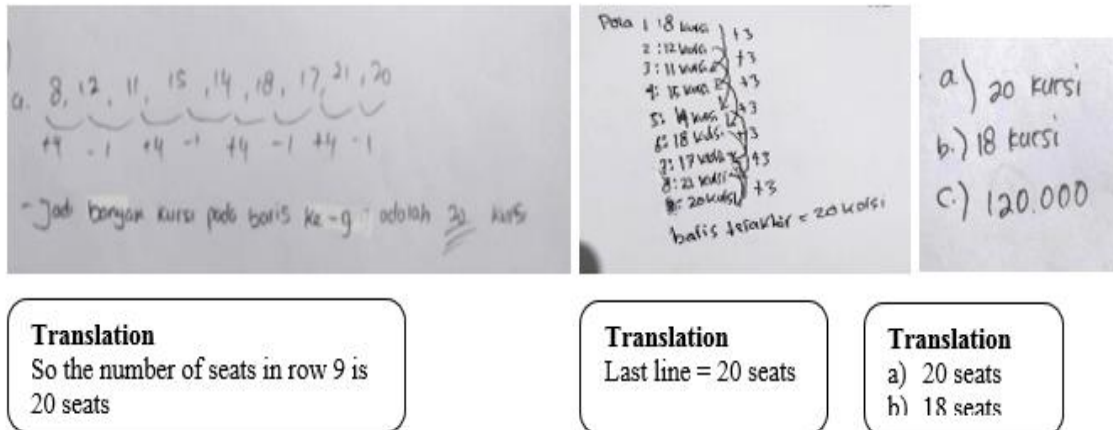 a. 8, 12, 11, 15, 14, 18, 17, 21, 20
+4 -1 +4 -1 +4 -1 +4 -1
- Jadi banyak kursi pada baris ke-9 adalah 20 kursi
Pola 1 : 8 kursi
2 : 12 kursi
3 : 11 kursi
4 : 15 kursi
5 : 14 kursi
6 : 18 kursi
7 : 17 kursi
8 : 21 kursi
9 : 20 kursi
+3
+3
+3
+3
+3
+3
+3
baris terakhir = 20 kursi
a) 20 kursi
b.) 18 kursi
c.) 120.000
Translation
So the number of seats in row 9 is
20 seats
Translation
Last line = 20 seats
Translation
a) 20 seats
b) 18 seats